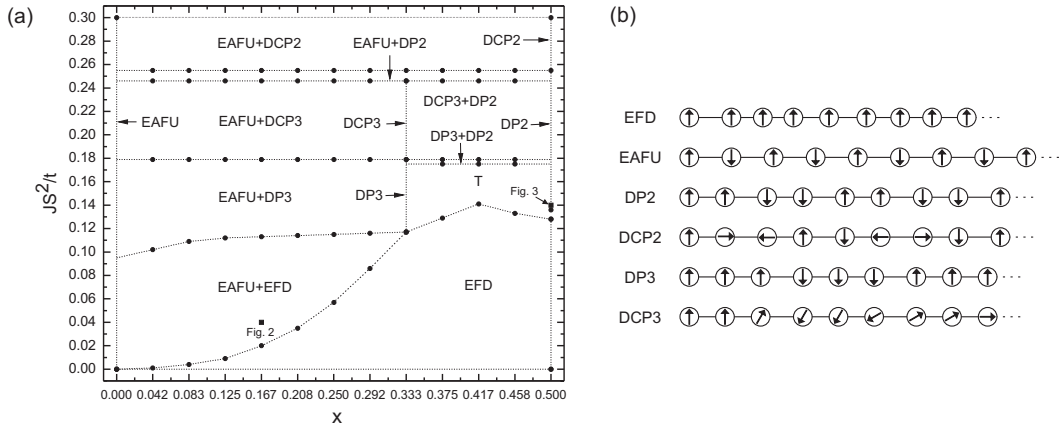 (a)
JS²/t
0.30
0.28
0.26
0.24
0.22
0.20
0.18
0.16
0.14
0.12
0.10
0.08
0.06
0.04
0.02
0.00
EAFU+DCP2
EAFU+DP2
DCP2
DCP3+DP2
EAFU
EAFU+DCP3
DCP3
DP2
DP3+DP2
T
EAFU+DP3
DP3
Fig. 3
EAFU+EFD
EFD
Fig. 2
0.000 0.042 0.083 0.125 0.167 0.208 0.250 0.292 0.333 0.375 0.417 0.458 0.500
x
(b)
EFD
EAFU
DP2
DCP2
DP3
DCP3